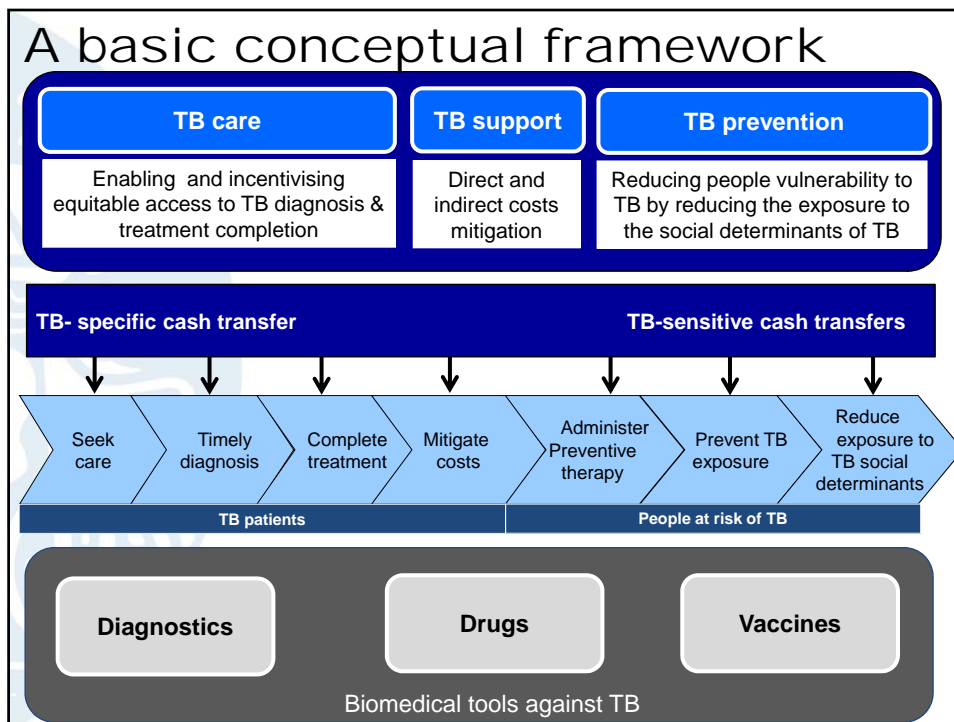 A basic conceptual framework
TB care
TB support
TB prevention
Enabling and incentivising
equitable access to TB diagnosis &
treatment completion
Direct and
indirect costs
mitigation
Reducing people vulnerability to
TB by reducing the exposure to
the social determinants of TB
TB- specific cash transfer
TB-sensitive cash transfers
Seek
care
Timely
diagnosis
Complete
treatment
Mitigate
costs
Administer
Preventive
therapy
Prevent TB
exposure
Reduce
exposure to
TB social
determinants
TB patients
People at risk of TB
Diagnostics
Drugs
Vaccines
Biomedical tools against TB